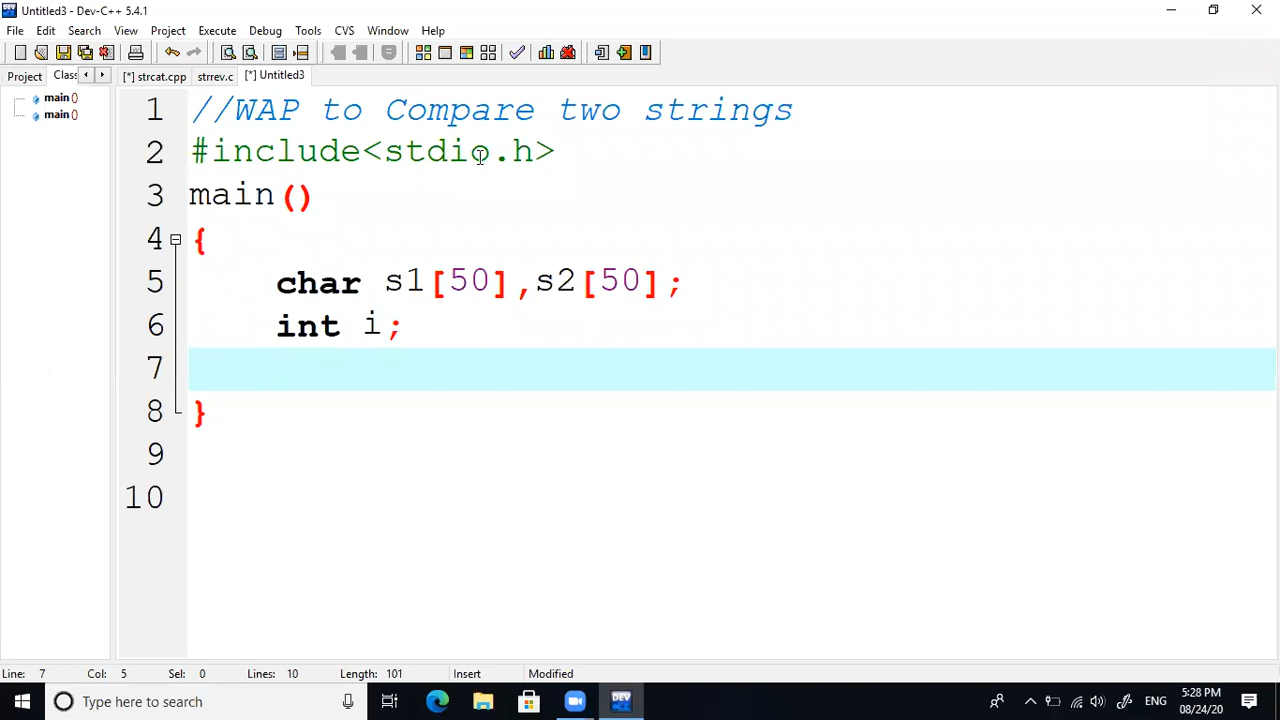 Untitled3 - Dev-C++ 5.4.1
File Edit Search View Project Execute Debug Tools CVS Window Help
Project Clas [*] strcat.cpp strrev.c [*] Untitled3
main ()
main ()
1 //WAP to Compare two strings
2 #include<stdio.h>
3 main()
4 {
5 char s1[50],s2[50];
6 int i;
7
8 }
9
10
Line: 7 Col: 5 Sel: 0 Lines: 10 Length: 101 Insert Modified
Type here to search
DEV
ENG
5:28 PM
08/24/20